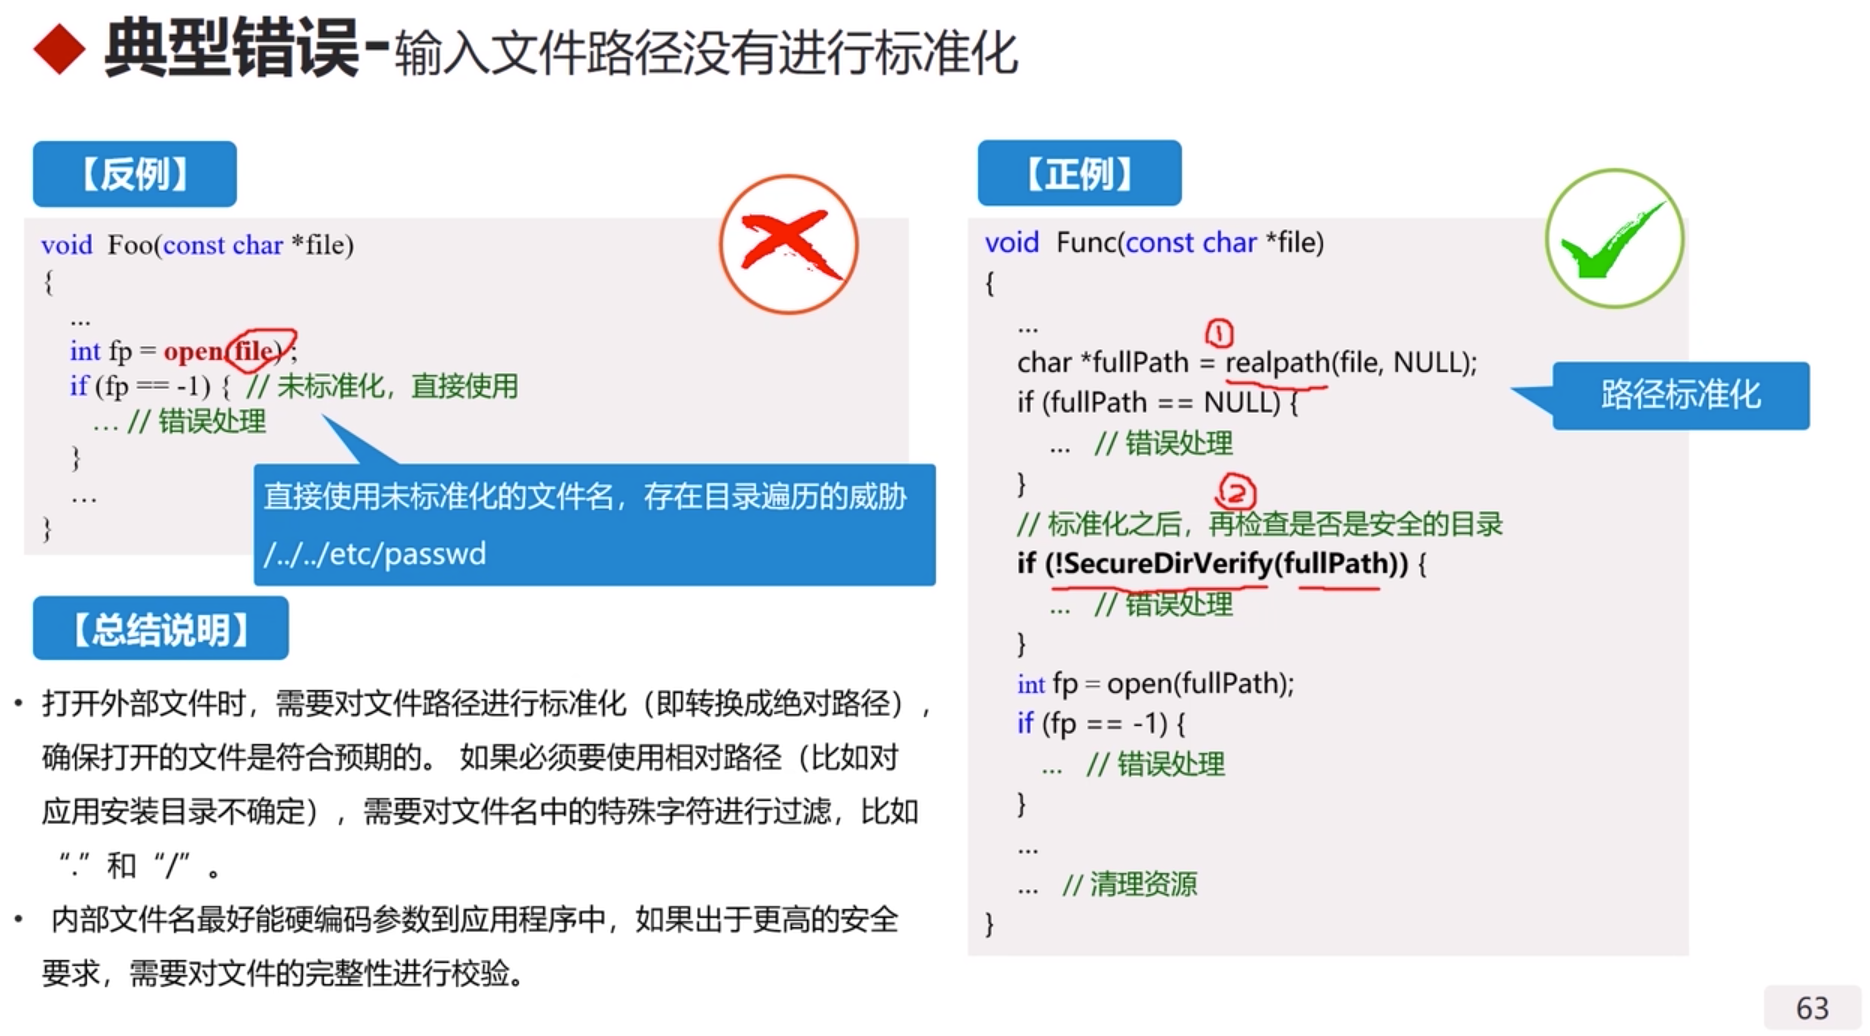 典型错误-输入文件路径没有进行标准化
【反例】
void Foo(const char *file)
{
...
int fp = open(file) ;
if (fp == -1) { // 未标准化，直接使用
... // 错误处理
}
...
}
直接使用未标准化的文件名，存在目录遍历的威胁
/../../etc/passwd
【总结说明】
• 打开外部文件时，需要对文件路径进行标准化（即转换成绝对路径），
确保打开的文件是符合预期的。 如果必须要使用相对路径（比如对
应用安装目录不确定），需要对文件名中的特殊字符进行过滤，比如
“.”和“/”。
• 内部文件名最好能硬编码参数到应用程序中，如果出于更高的安全
要求，需要对文件的完整性进行校验。
【正例】
void Func(const char *file)
{
...
①
char *fullPath = realpath(file, NULL);
if (fullPath == NULL) {
... // 错误处理
}
②
// 标准化之后，再检查是否是安全的目录
if (!SecureDirVerify(fullPath)) {
... // 错误处理
}
int fp = open(fullPath);
if (fp == -1) {
... // 错误处理
}
...
... // 清理资源
}
路径标准化
63